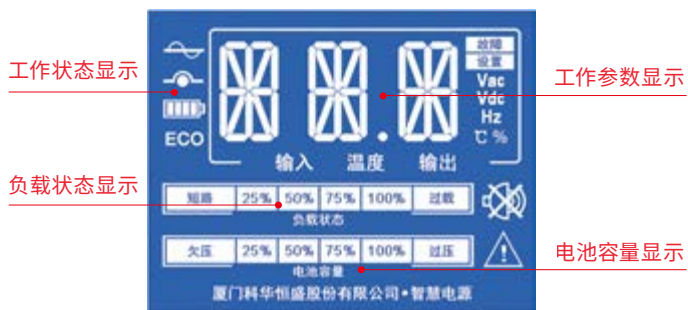 工作状态显示
负载状态显示
工作参数显示
电池容量显示
故障
设置
Vac
Vdc
Hz
℃ %
ECO
输入 温度 输出
短路 25% 50% 75% 100% 过载
负载状态
欠压 25% 50% 75% 100% 过压
电池容量
厦门科华恒盛股份有限公司•智慧电源